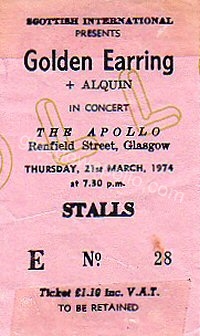 SCOTTISH INTERNATIONAL
PRESENTS
Golden Earring
+ ALQUIN
IN CONCERT
THE APOLLO
Renfield Street, Glasgow
THURSDAY, 21st MARCH, 1974
at 7.30 p.m.
STALLS
E Nº 28
Ticket £1.10 inc. V.A.T.
TO BE RETAINED